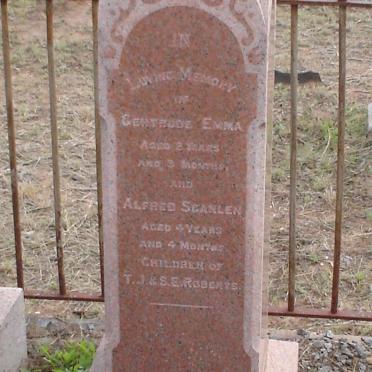 IN
LOVING MEMORY
OF
GERTRUDE EMMA
AGED 2 YEARS
AND 3 MONTHS,
AND
ALFRED SCANLEN
AGED 4 YEARS
AND 4 MONTHS
CHILDREN OF
T.J. & S.E. ROBERTS.